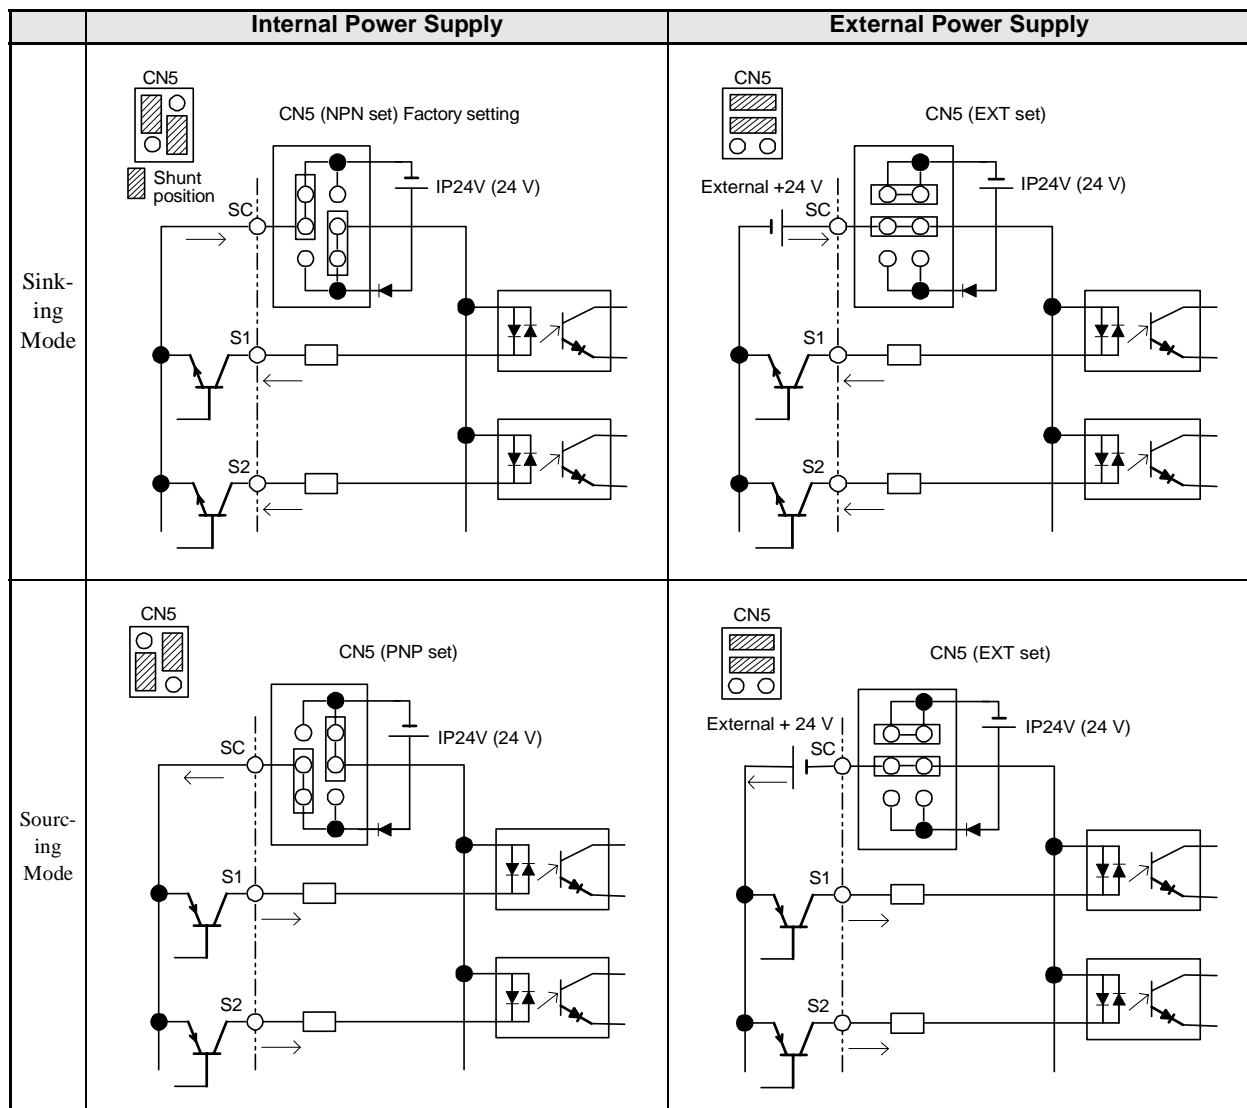 Internal Power Supply
External Power Supply
Sink-
ing
Mode
CN5
CN5 (NPN set) Factory setting
Shunt
position
IP24V (24 V)
SC
S1
S2
CN5
CN5 (EXT set)
External +24 V
IP24V (24 V)
SC
S1
S2
Sourc-
ing
Mode
CN5
CN5 (PNP set)
IP24V (24 V)
SC
S1
S2
CN5
CN5 (EXT set)
External + 24 V
IP24V (24 V)
SC
S1
S2